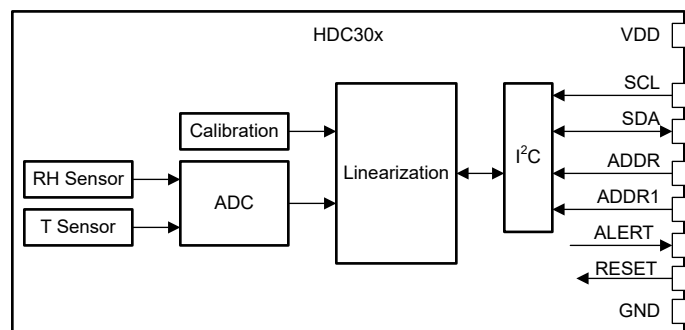 HDC30x
VDD
SCL
SDA
ADDR
ADDR1
ALERT
RESET
GND
Calibration
RH Sensor
T Sensor
ADC
Linearization
I²C